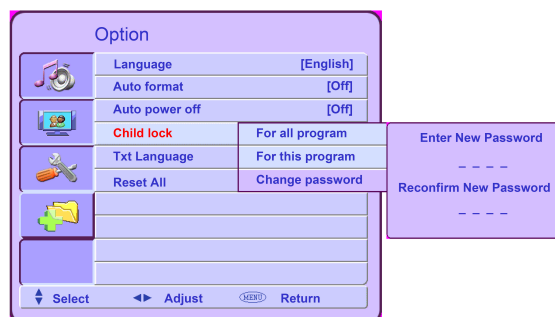 Option
Language [English]
Auto format [Off]
Auto power off [Off]
Child lock
Txt Language
Reset All
For all program
For this program
Change password
Enter New Password
_ _ _ _
Reconfirm New Password
_ _ _ _
Select Adjust MENU Return